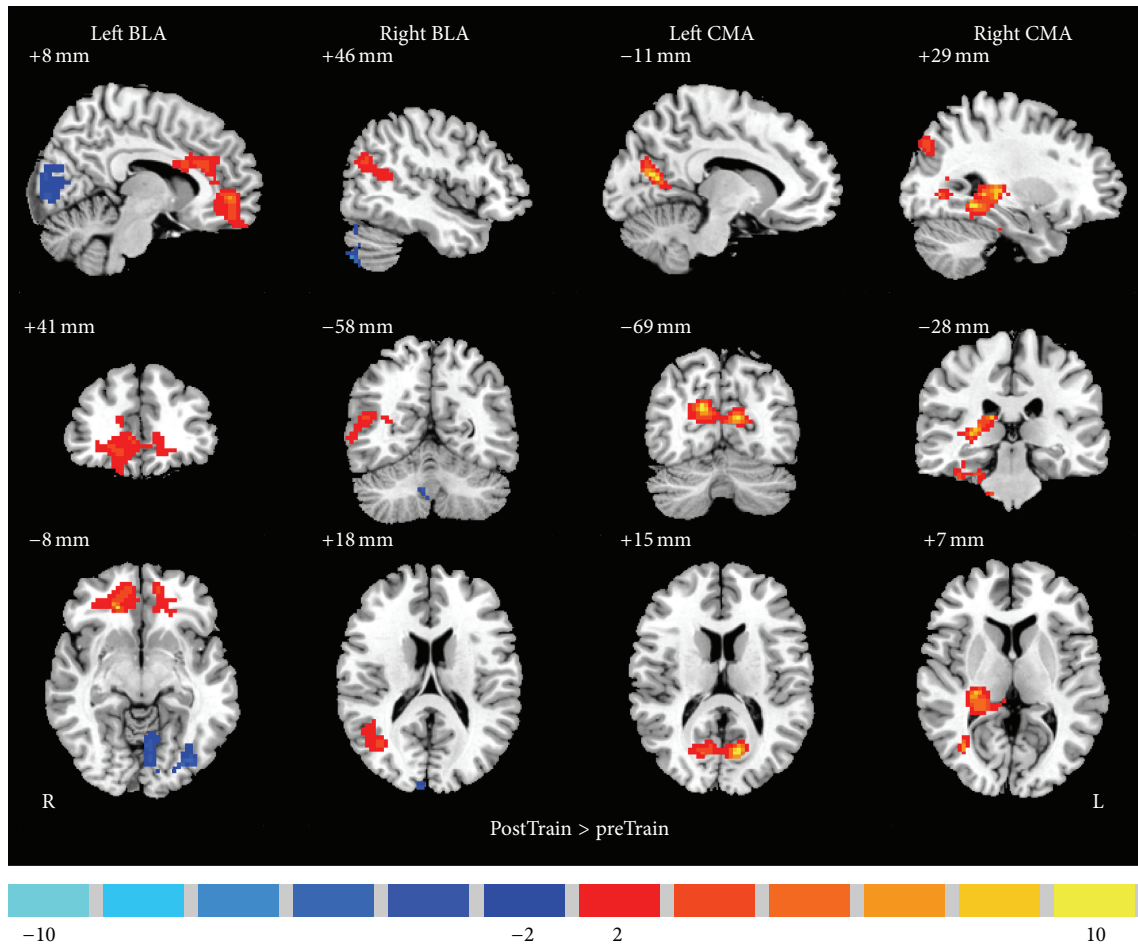 Left BLA Right BLA Left CMA Right CMA
+8 mm +46 mm −11 mm +29 mm
+41 mm −58 mm −69 mm −28 mm
−8 mm +18 mm +15 mm +7 mm
R L
PostTrain > preTrain
−10 −2 2 10